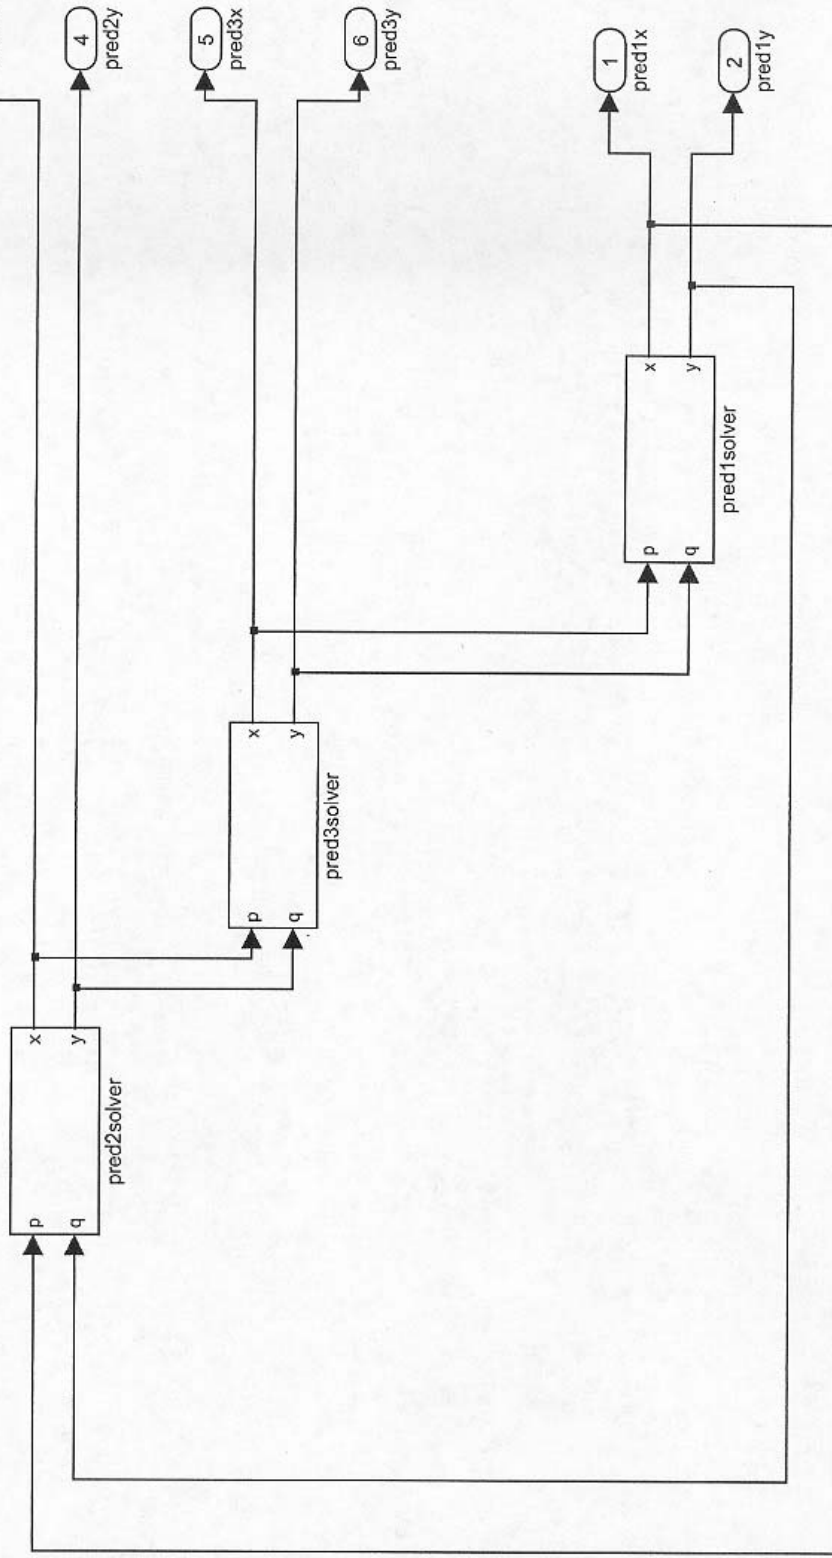 4
pred2y
5
pred3x
6
pred3y
1
pred1x
2
pred1y
p
q
x
y
pred2solver
p
q
x
y
pred3solver
p
q
x
y
pred1solver